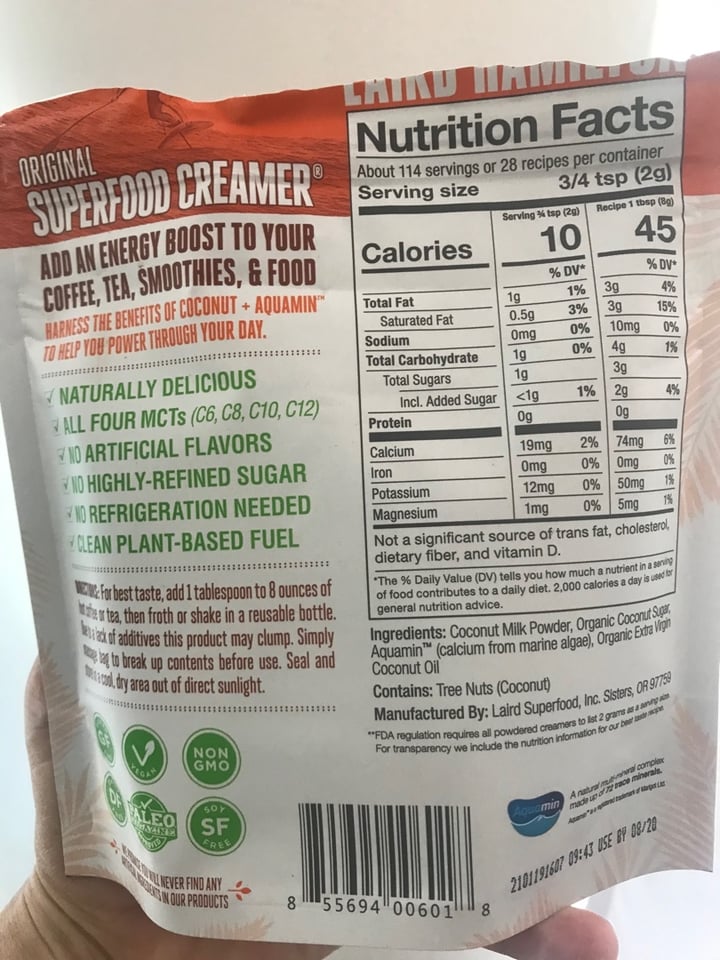 LAIRD HAMILTON
ORIGINAL
SUPERFOOD CREAMER®
ADD AN ENERGY BOOST TO YOUR
COFFEE, TEA, SMOOTHIES, & FOOD
HARNESS THE BENEFITS OF COCONUT + AQUAMIN™
TO HELP YOU POWER THROUGH YOUR DAY.
NATURALLY DELICIOUS
ALL FOUR MCTs (C6, C8, C10, C12)
NO ARTIFICIAL FLAVORS
NO HIGHLY-REFINED SUGAR
NO REFRIGERATION NEEDED
CLEAN PLANT-BASED FUEL
For best taste, add 1 tablespoon to 8 ounces of
or tea, then froth or shake in a reusable bottle.
lack of additives this product may clump. Simply
bag to break up contents before use. Seal and
cool, dry area out of direct sunlight.
GF
VEGAN
NON
GMO
DF
PALEO
SOY
SF
FREE
WILL NEVER FIND ANY
IN OUR PRODUCTS
Nutrition Facts
About 114 servings or 28 recipes per container
Serving size 3/4 tsp (2g)
Serving ¾ tsp (2g) Recipe 1 tbsp (8g)
Calories 10 45
% DV* % DV*
Total Fat 1g 1% 3g 4%
Saturated Fat 0.5g 3% 3g 15%
Sodium 0mg 0% 10mg 0%
Total Carbohydrate 1g 0% 4g 1%
Total Sugars 1g 3g
Incl. Added Sugar <1g 1% 2g 4%
Protein 0g 0g
Calcium 19mg 2% 74mg 6%
Iron 0mg 0% 0mg 0%
Potassium 12mg 0% 50mg 1%
Magnesium 1mg 0% 5mg 1%
Not a significant source of trans fat, cholesterol,
dietary fiber, and vitamin D.
*The % Daily Value (DV) tells you how much a nutrient in a serving
of food contributes to a daily diet. 2,000 calories a day is used for
general nutrition advice.
Ingredients: Coconut Milk Powder, Organic Coconut Sugar,
Aquamin™ (calcium from marine algae), Organic Extra Virgin
Coconut Oil
Contains: Tree Nuts (Coconut)
Manufactured By: Laird Superfood, Inc. Sisters, OR 97759
**FDA regulation requires all powdered creamers to list 2 grams as a serving size.
For transparency we include the nutrition information for our best taste recipe.
Aquamin
A natural multi-mineral complex
made up of 72 trace minerals.
Aquamin™ is a registered trademark of Marigot Ltd.
2101191607 09:43 USE BY 08/20
8 55694 00601 8